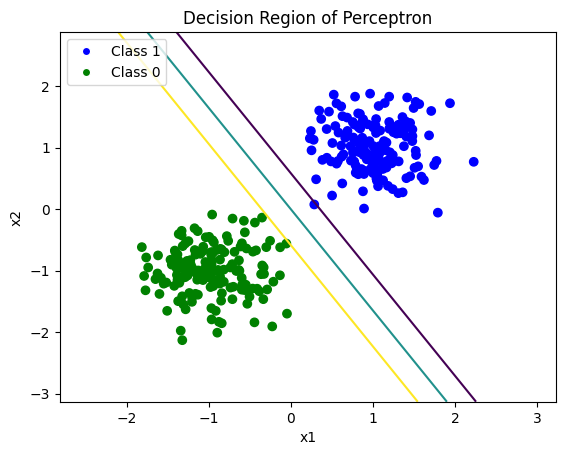 Decision Region of Perceptron
Class 1
Class 0
x2
2
1
0
−1
−2
−3
−2
−1
0
1
2
3
x1